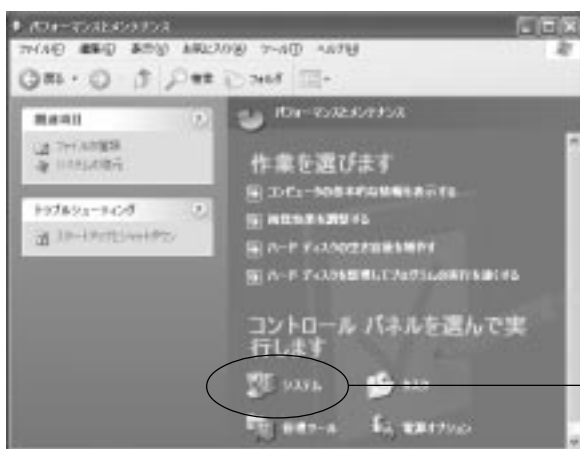 パフォーマンスとメンテナンス
ファイル(F) 編集(E) 表示(V) お気に入り(A) ツール(T) ヘルプ(H)
戻る 検索 フォルダ
関連項目
ファイルの種類
システムの復元
トラブルシューティング
スタートアップとシャットダウン
パフォーマンスとメンテナンス
作業を選びます
コンピュータの基本的な情報を表示する
視覚効果を調整する
ハード ディスクの空き容量を増やす
ハード ディスクを整理してプログラムの実行を速くする
コントロール パネルを選んで実
行します
システム タスク
管理ツール 電源オプション